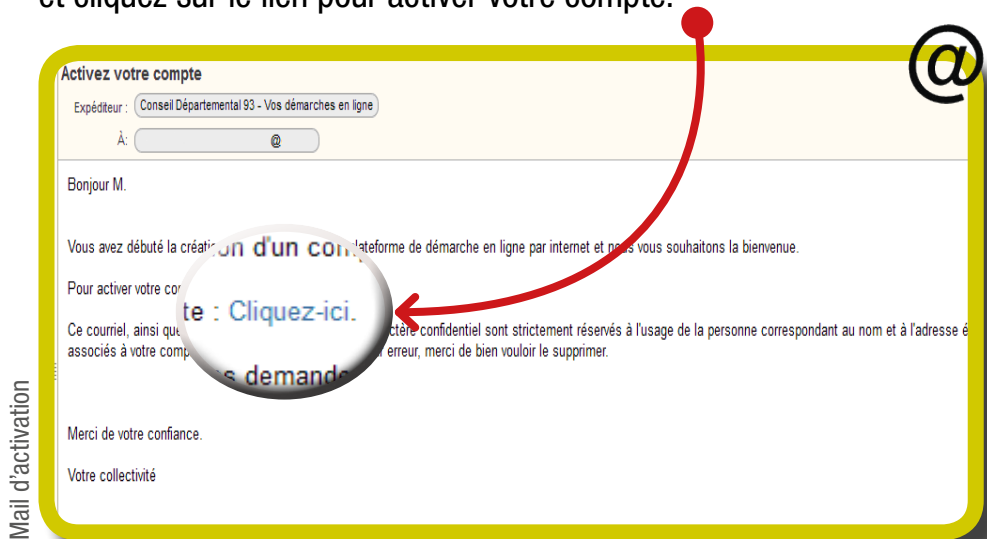 et cliquez sur le lien pour activer votre compte.
@
Activez votre compte
Expéditeur : Conseil Départemental 93 - Vos démarches en ligne
À: @
Bonjour M.
Vous avez débuté la création d'un com lateforme de démarche en ligne par internet et nous vous souhaitons la bienvenue.
Pour activer votre com te : Cliquez-ici.
Ce courriel, ainsi que ctère confidentiel sont strictement réservés à l'usage de la personne correspondant au nom et à l'adresse é
associés à votre comp erreur, merci de bien vouloir le supprimer.
s demande
Merci de votre confiance.
Votre collectivité
Mail d'activation